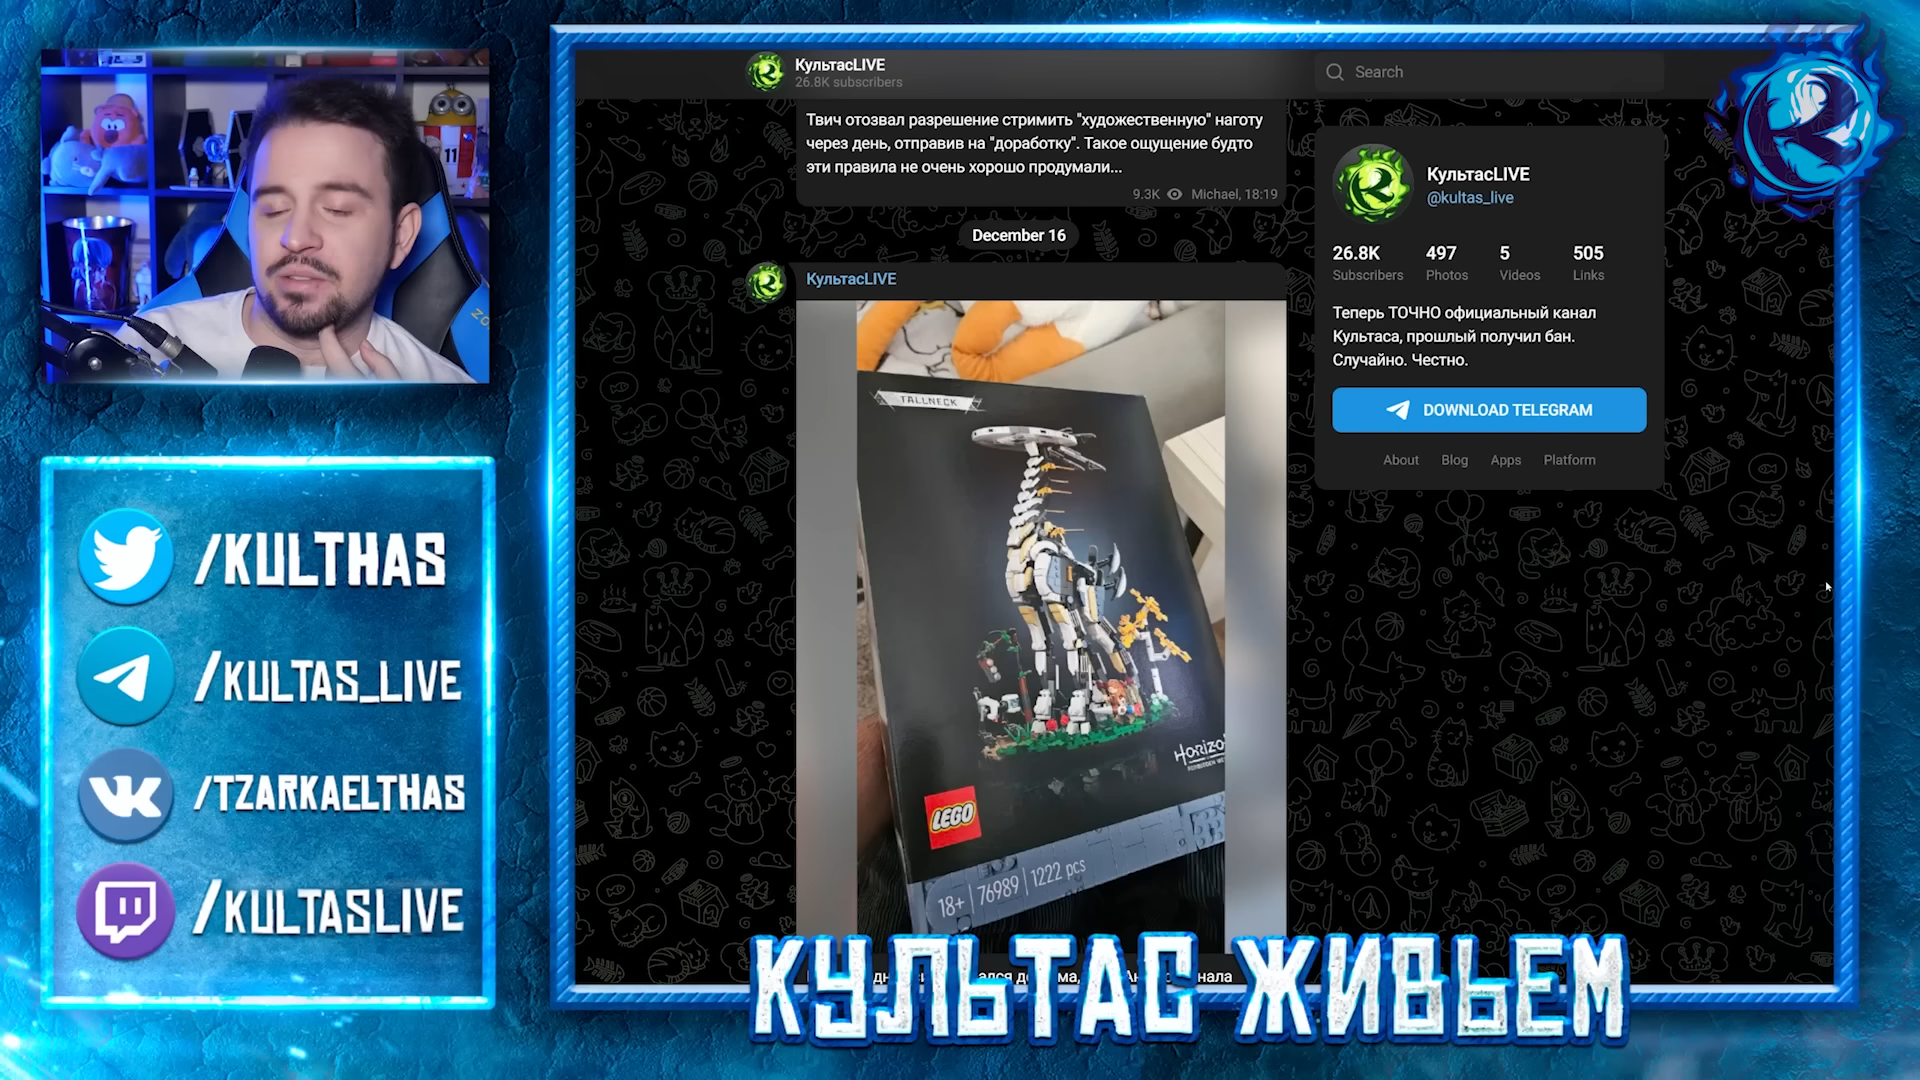 КультасLIVE
26.8K subscribers
Search
Твич отозвал разрешение стримить "художественную" наготу
через день, отправив на "доработку". Такое ощущение будто
эти правила не очень хорошо продумали...
9.3K Michael, 18:19
December 16
КультасLIVE
TALLNECK
LEGO
18+ 76989 1222 pcs
КультасLIVE
@kultas_live
26.8K 497 5 505
Subscribers Photos Videos Links
Теперь ТОЧНО официальный канал
Культаса, прошлый получил бан.
Случайно. Честно.
DOWNLOAD TELEGRAM
About Blog Apps Platform
11
/KULTHAS
/KULTAS_LIVE
/TZARKAELTHAS
/KULTASLIVE
КУЛЬТАС ЖИВЬЕМ